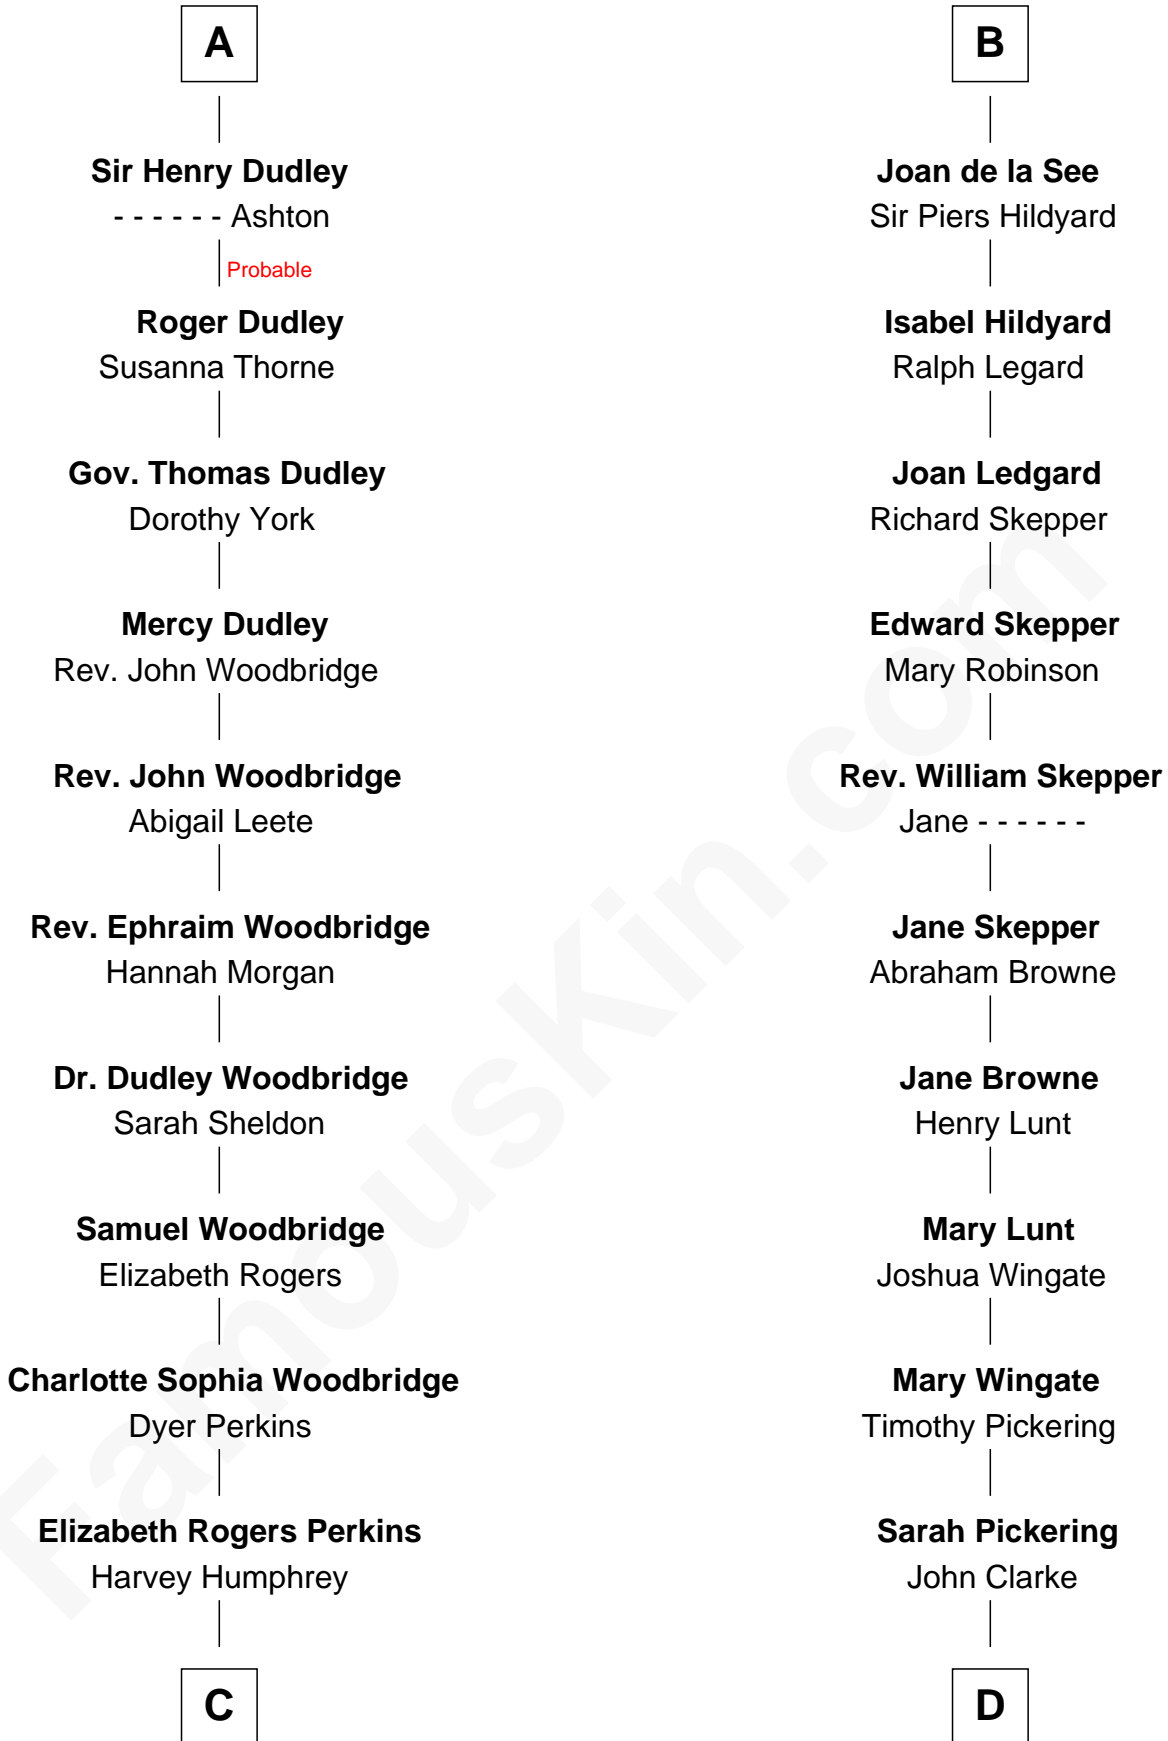 A
Sir Henry Dudley
- - - - - - Ashton
Probable
Roger Dudley
Susanna Thorne
Gov. Thomas Dudley
Dorothy York
Mercy Dudley
Rev. John Woodbridge
Rev. John Woodbridge
Abigail Leete
Rev. Ephraim Woodbridge
Hannah Morgan
Dr. Dudley Woodbridge
Sarah Sheldon
Samuel Woodbridge
Elizabeth Rogers
Charlotte Sophia Woodbridge
Dyer Perkins
Elizabeth Rogers Perkins
Harvey Humphrey
C
B
Joan de la See
Sir Piers Hildyard
Isabel Hildyard
Ralph Legard
Joan Ledgard
Richard Skepper
Edward Skepper
Mary Robinson
Rev. William Skepper
Jane - - - - - -
Jane Skepper
Abraham Browne
Jane Browne
Henry Lunt
Mary Lunt
Joshua Wingate
Mary Wingate
Timothy Pickering
Sarah Pickering
John Clarke
D
FamousKin.com